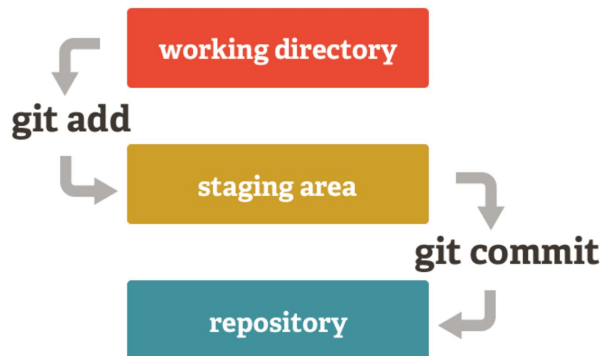 working directory
git add
staging area
git commit
repository